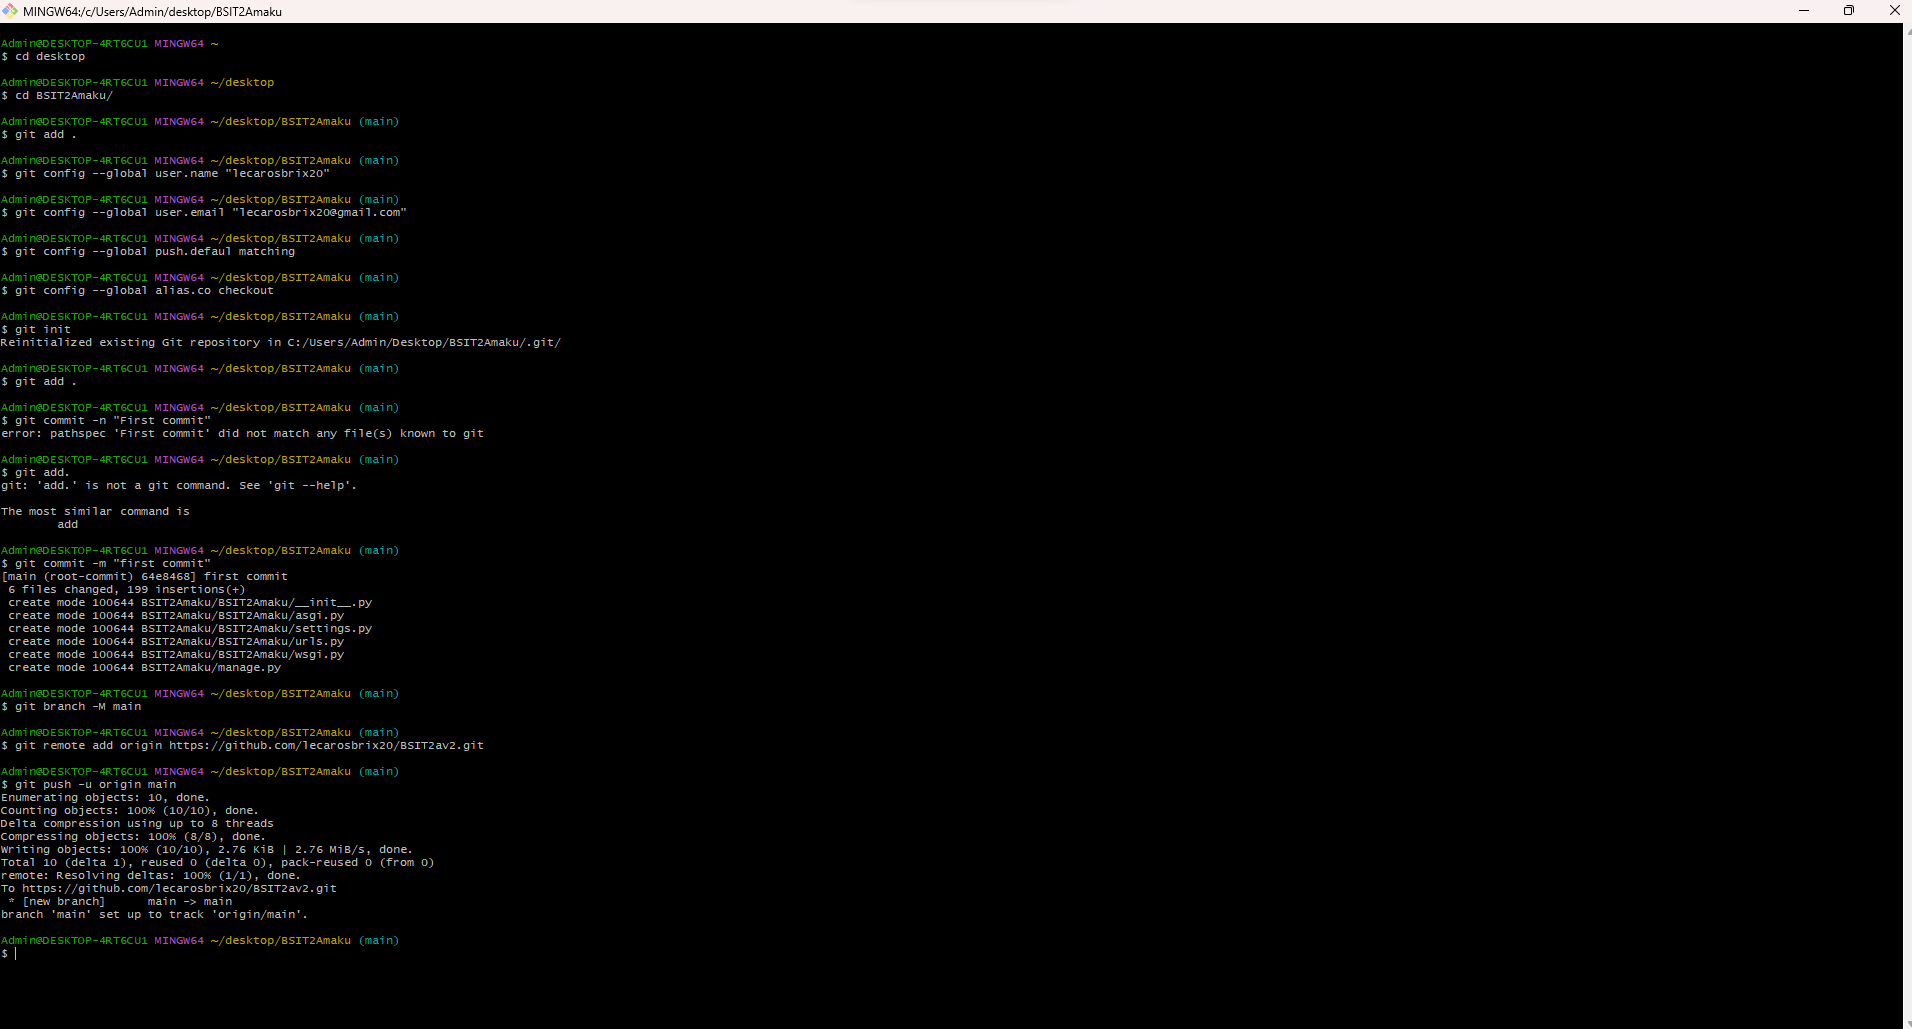 MINGW64:/c/Users/Admin/desktop/BSIT2Amaku
Admin@DESKTOP-4RT6CU1 MINGW64 ~
$ cd desktop
Admin@DESKTOP-4RT6CU1 MINGW64 ~/desktop
$ cd BSIT2Amaku/
Admin@DESKTOP-4RT6CU1 MINGW64 ~/desktop/BSIT2Amaku (main)
$ git add .
Admin@DESKTOP-4RT6CU1 MINGW64 ~/desktop/BSIT2Amaku (main)
$ git config --global user.name "lecarosbrix20"
Admin@DESKTOP-4RT6CU1 MINGW64 ~/desktop/BSIT2Amaku (main)
$ git config --global user.email "lecarosbrix20@gmail.com"
Admin@DESKTOP-4RT6CU1 MINGW64 ~/desktop/BSIT2Amaku (main)
$ git config --global push.defaul matching
Admin@DESKTOP-4RT6CU1 MINGW64 ~/desktop/BSIT2Amaku (main)
$ git config --global alias.co checkout
Admin@DESKTOP-4RT6CU1 MINGW64 ~/desktop/BSIT2Amaku (main)
$ git init
Reinitialized existing Git repository in C:/Users/Admin/Desktop/BSIT2Amaku/.git/
Admin@DESKTOP-4RT6CU1 MINGW64 ~/desktop/BSIT2Amaku (main)
$ git add .
Admin@DESKTOP-4RT6CU1 MINGW64 ~/desktop/BSIT2Amaku (main)
$ git commit -n "First commit"
error: pathspec 'First commit' did not match any file(s) known to git
Admin@DESKTOP-4RT6CU1 MINGW64 ~/desktop/BSIT2Amaku (main)
$ git add.
git: 'add.' is not a git command. See 'git --help'.
The most similar command is
add
Admin@DESKTOP-4RT6CU1 MINGW64 ~/desktop/BSIT2Amaku (main)
$ git commit -m "first commit"
[main (root-commit) 64e8468] first commit
6 files changed, 199 insertions(+)
create mode 100644 BSIT2Amaku/BSIT2Amaku/__init__.py
create mode 100644 BSIT2Amaku/BSIT2Amaku/asgi.py
create mode 100644 BSIT2Amaku/BSIT2Amaku/settings.py
create mode 100644 BSIT2Amaku/BSIT2Amaku/urls.py
create mode 100644 BSIT2Amaku/BSIT2Amaku/wsgi.py
create mode 100644 BSIT2Amaku/manage.py
Admin@DESKTOP-4RT6CU1 MINGW64 ~/desktop/BSIT2Amaku (main)
$ git branch -M main
Admin@DESKTOP-4RT6CU1 MINGW64 ~/desktop/BSIT2Amaku (main)
$ git remote add origin https://github.com/lecarosbrix20/BSIT2av2.git
Admin@DESKTOP-4RT6CU1 MINGW64 ~/desktop/BSIT2Amaku (main)
$ git push -u origin main
Enumerating objects: 10, done.
Counting objects: 100% (10/10), done.
Delta compression using up to 8 threads
Compressing objects: 100% (8/8), done.
Writing objects: 100% (10/10), 2.76 KiB | 2.76 MiB/s, done.
Total 10 (delta 1), reused 0 (delta 0), pack-reused 0 (from 0)
remote: Resolving deltas: 100% (1/1), done.
To https://github.com/lecarosbrix20/BSIT2av2.git
* [new branch] main -> main
branch 'main' set up to track 'origin/main'.
Admin@DESKTOP-4RT6CU1 MINGW64 ~/desktop/BSIT2Amaku (main)
$